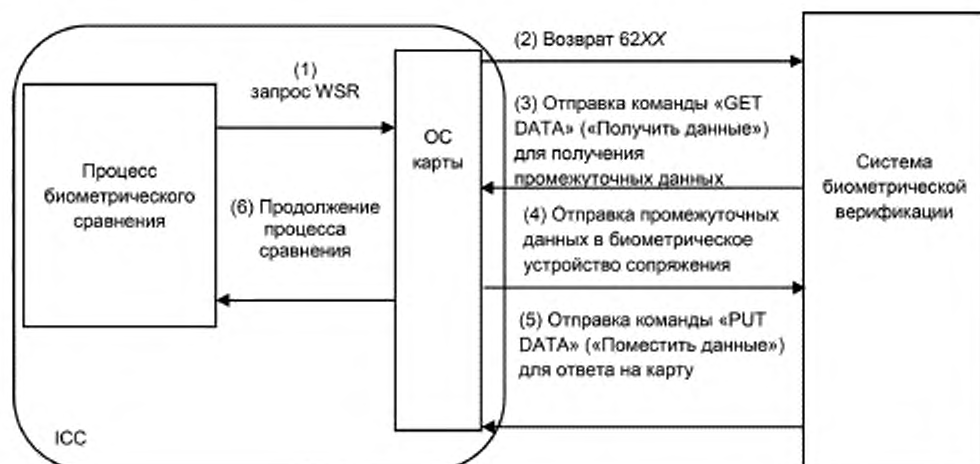 (1)
запрос WSR
Процесс
биометрического
сравнения
(6) Продолжение
процесса
сравнения
ICC
ОС
карты
(2) Возврат 62XX
(3) Отправка команды «GET
DATA» («Получить данные»)
для получения
промежуточных данных
(4) Отправка промежуточных
данных в биометрическое
устройство сопряжения
(5) Отправка команды «PUT
DATA» («Поместить данные»)
для ответа на карту
Система
биометрической
верификации